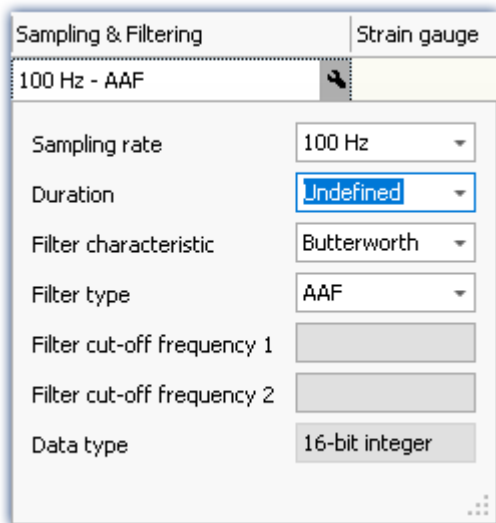 Sampling & Filtering Strain gauge
100 Hz - AAF
Sampling rate 100 Hz
Duration Undefined
Filter characteristic Butterworth
Filter type AAF
Filter cut-off frequency 1
Filter cut-off frequency 2
Data type 16-bit integer